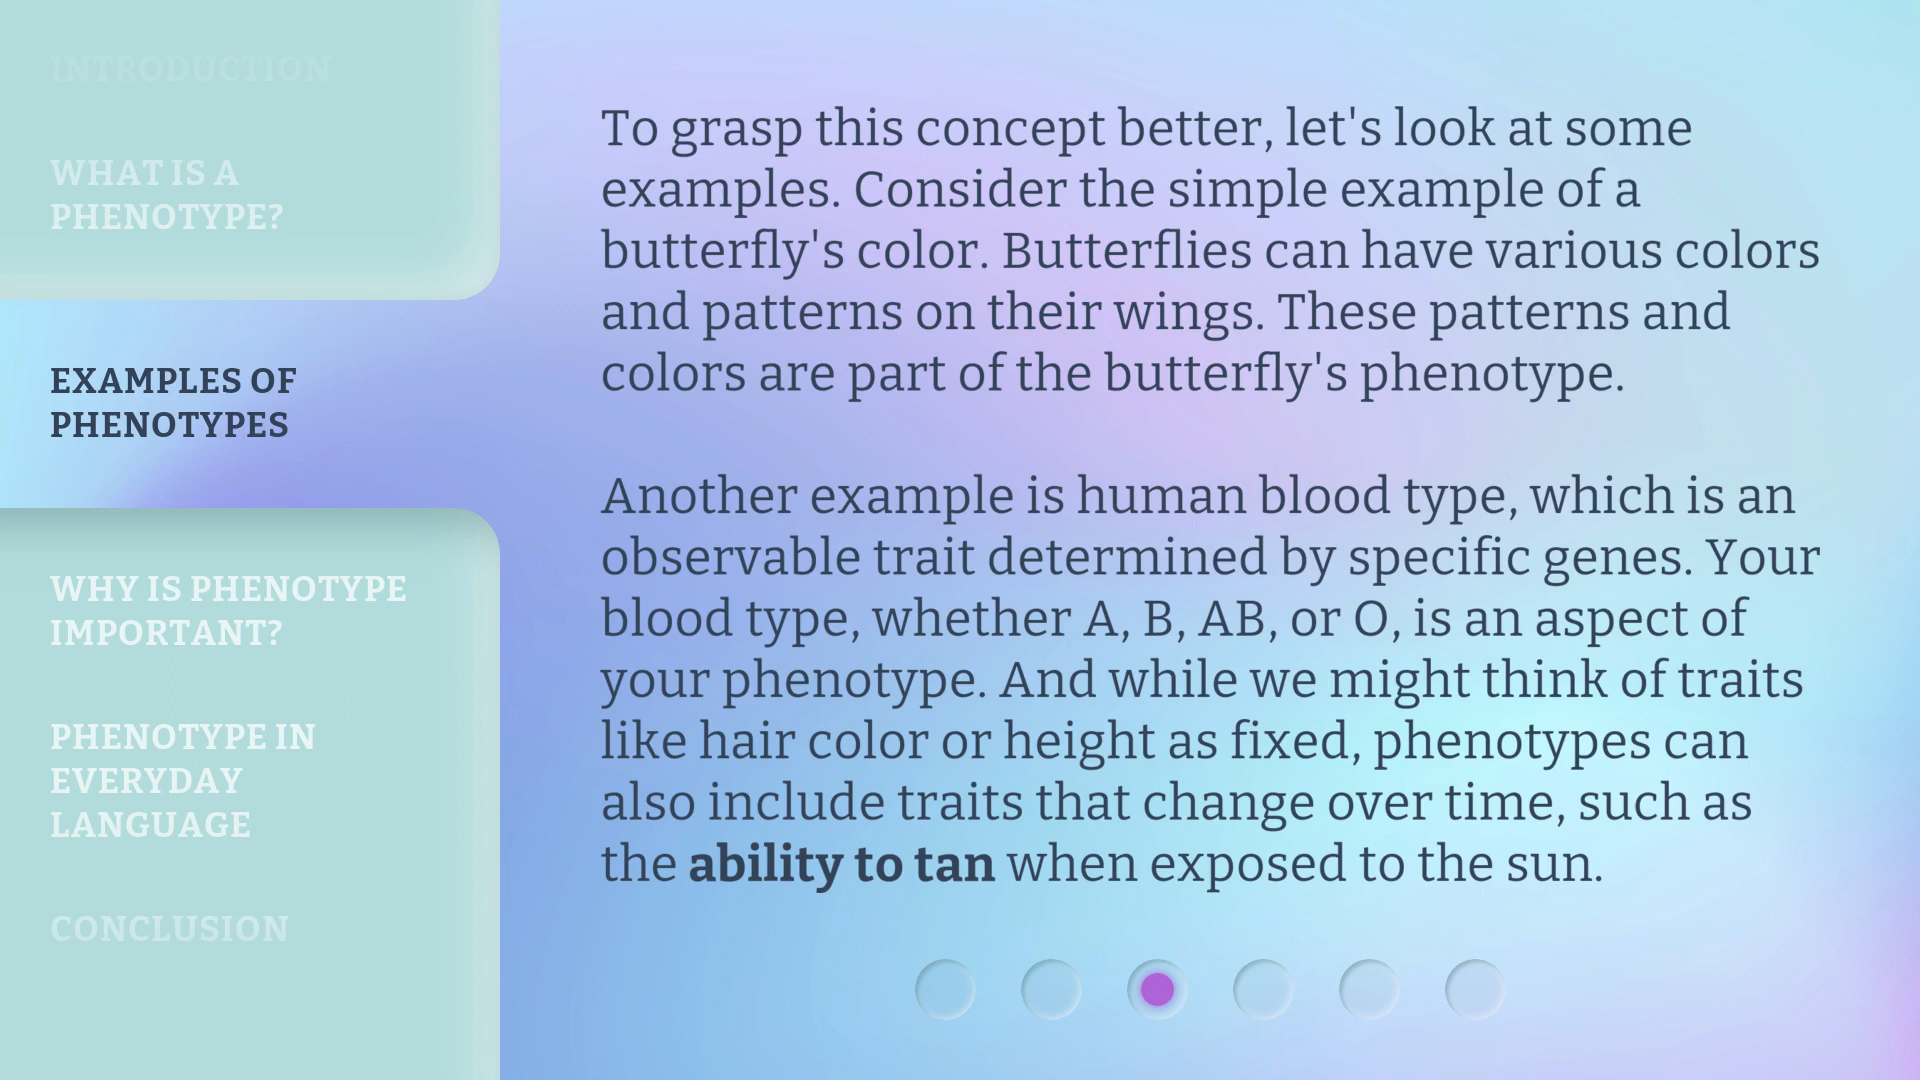 INTRODUCTION
WHAT IS A
PHENOTYPE?
EXAMPLES OF
PHENOTYPES
WHY IS PHENOTYPE
IMPORTANT?
PHENOTYPE IN
EVERYDAY
LANGUAGE
CONCLUSION
To grasp this concept better, let's look at some
examples. Consider the simple example of a
butterfly's color. Butterflies can have various colors
and patterns on their wings. These patterns and
colors are part of the butterfly's phenotype.
Another example is human blood type, which is an
observable trait determined by specific genes. Your
blood type, whether A, B, AB, or O, is an aspect of
your phenotype. And while we might think of traits
like hair color or height as fixed, phenotypes can
also include traits that change over time, such as
the ability to tan when exposed to the sun.